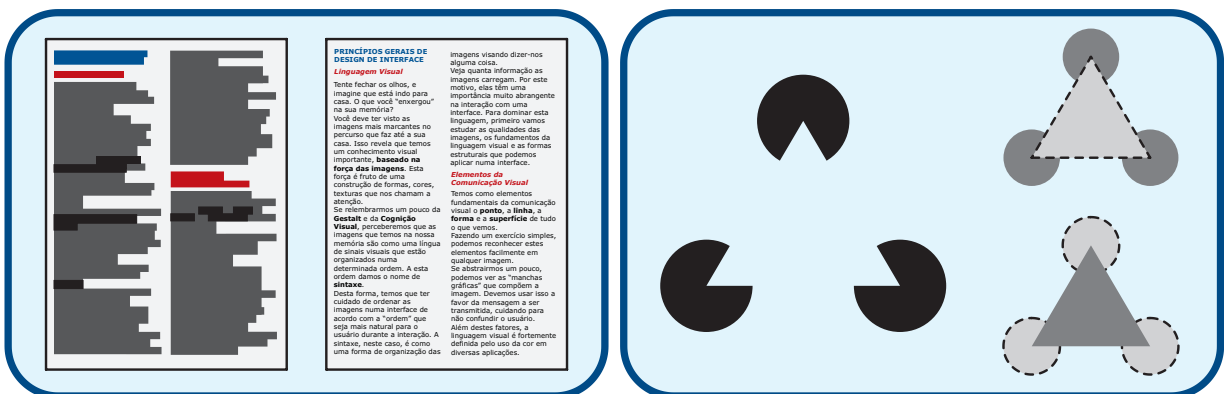 PRINCÍPIOS GERAIS DE
DESIGN DE INTERFACE
Linguagem Visual
Tente fechar os olhos, e
imagine que está indo para
casa. O que você “enxergou”
na sua memória?
Você deve ter visto as
imagens mais marcantes no
percurso que faz até a sua
casa. Isso revela que temos
um conhecimento visual
importante, baseado na
força das imagens. Esta
força é fruto de uma
construção de formas, cores,
texturas que nos chamam a
atenção.
Se relembrarmos um pouco da
Gestalt e da Cognição
Visual, perceberemos que as
imagens que temos na nossa
memória são como uma língua
de sinais visuais que estão
organizados numa
determinada ordem. A esta
ordem damos o nome de
sintaxe.
Desta forma, temos que ter
cuidado de ordenar as
imagens numa interface de
acordo com a “ordem” que
seja mais natural para o
usuário durante a interação. A
sintaxe, neste caso, é como
uma forma de organização das
imagens visando dizer-nos
alguma coisa.
Veja quanta informação as
imagens carregam. Por este
motivo, elas têm uma
importância muito abrangente
na interação com uma
interface. Para dominar esta
linguagem, primeiro vamos
estudar as qualidades das
imagens, os fundamentos da
linguagem visual e as formas
estruturais que podemos
aplicar numa interface.
Elementos da
Comunicação Visual
Temos como elementos
fundamentais da comunicação
visual o ponto, a linha, a
forma e a superfície de tudo
o que vemos.
Fazendo um exercício simples,
podemos reconhecer estes
elementos facilmente em
qualquer imagem.
Se abstrairmos um pouco,
podemos ver as “manchas
gráficas” que compõem a
imagem. Devemos usar isso a
favor da mensagem a ser
transmitida, cuidando para
não confundir o usuário.
Além destes fatores, a
linguagem visual é fortemente
definida pelo uso da cor em
diversas aplicações.